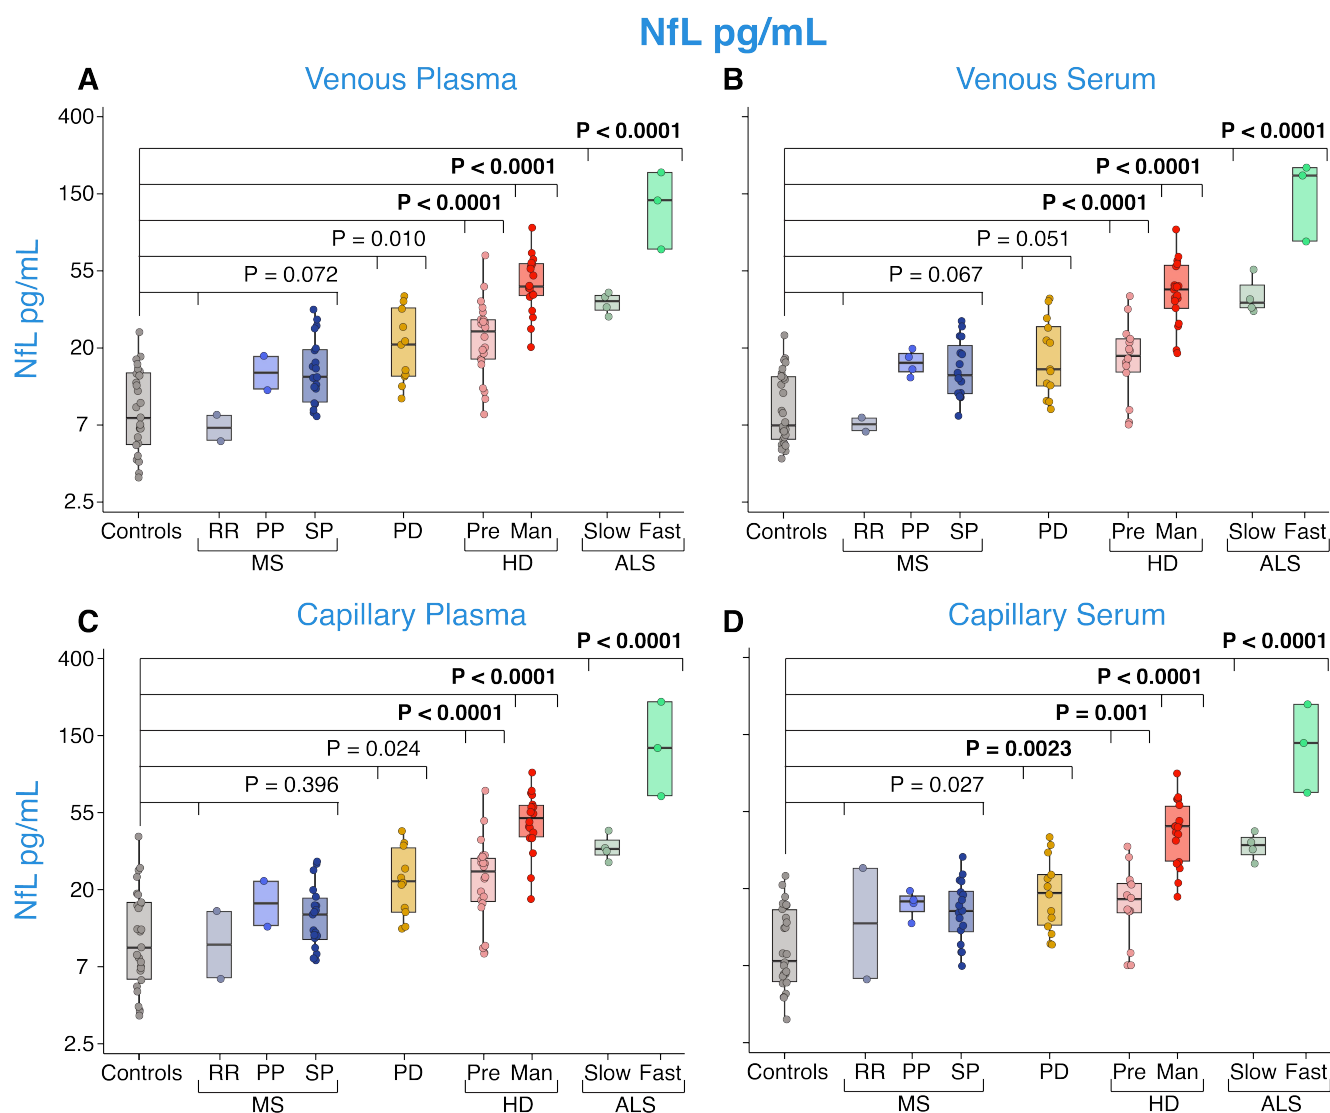 NfL pg/mL
A Venous Plasma
NfL pg/mL
400
150
55
20
7
2.5
P < 0.0001
P < 0.0001
P < 0.0001
P = 0.010
P = 0.072
Controls RR PP SP PD Pre Man Slow Fast
MS HD ALS
B Venous Serum
P < 0.0001
P < 0.0001
P < 0.0001
P = 0.051
P = 0.067
Controls RR PP SP PD Pre Man Slow Fast
MS HD ALS
C Capillary Plasma
NfL pg/mL
400
150
55
20
7
2.5
P < 0.0001
P < 0.0001
P < 0.0001
P = 0.024
P = 0.396
Controls RR PP SP PD Pre Man Slow Fast
MS HD ALS
D Capillary Serum
P < 0.0001
P < 0.0001
P = 0.001
P = 0.0023
P = 0.027
Controls RR PP SP PD Pre Man Slow Fast
MS HD ALS